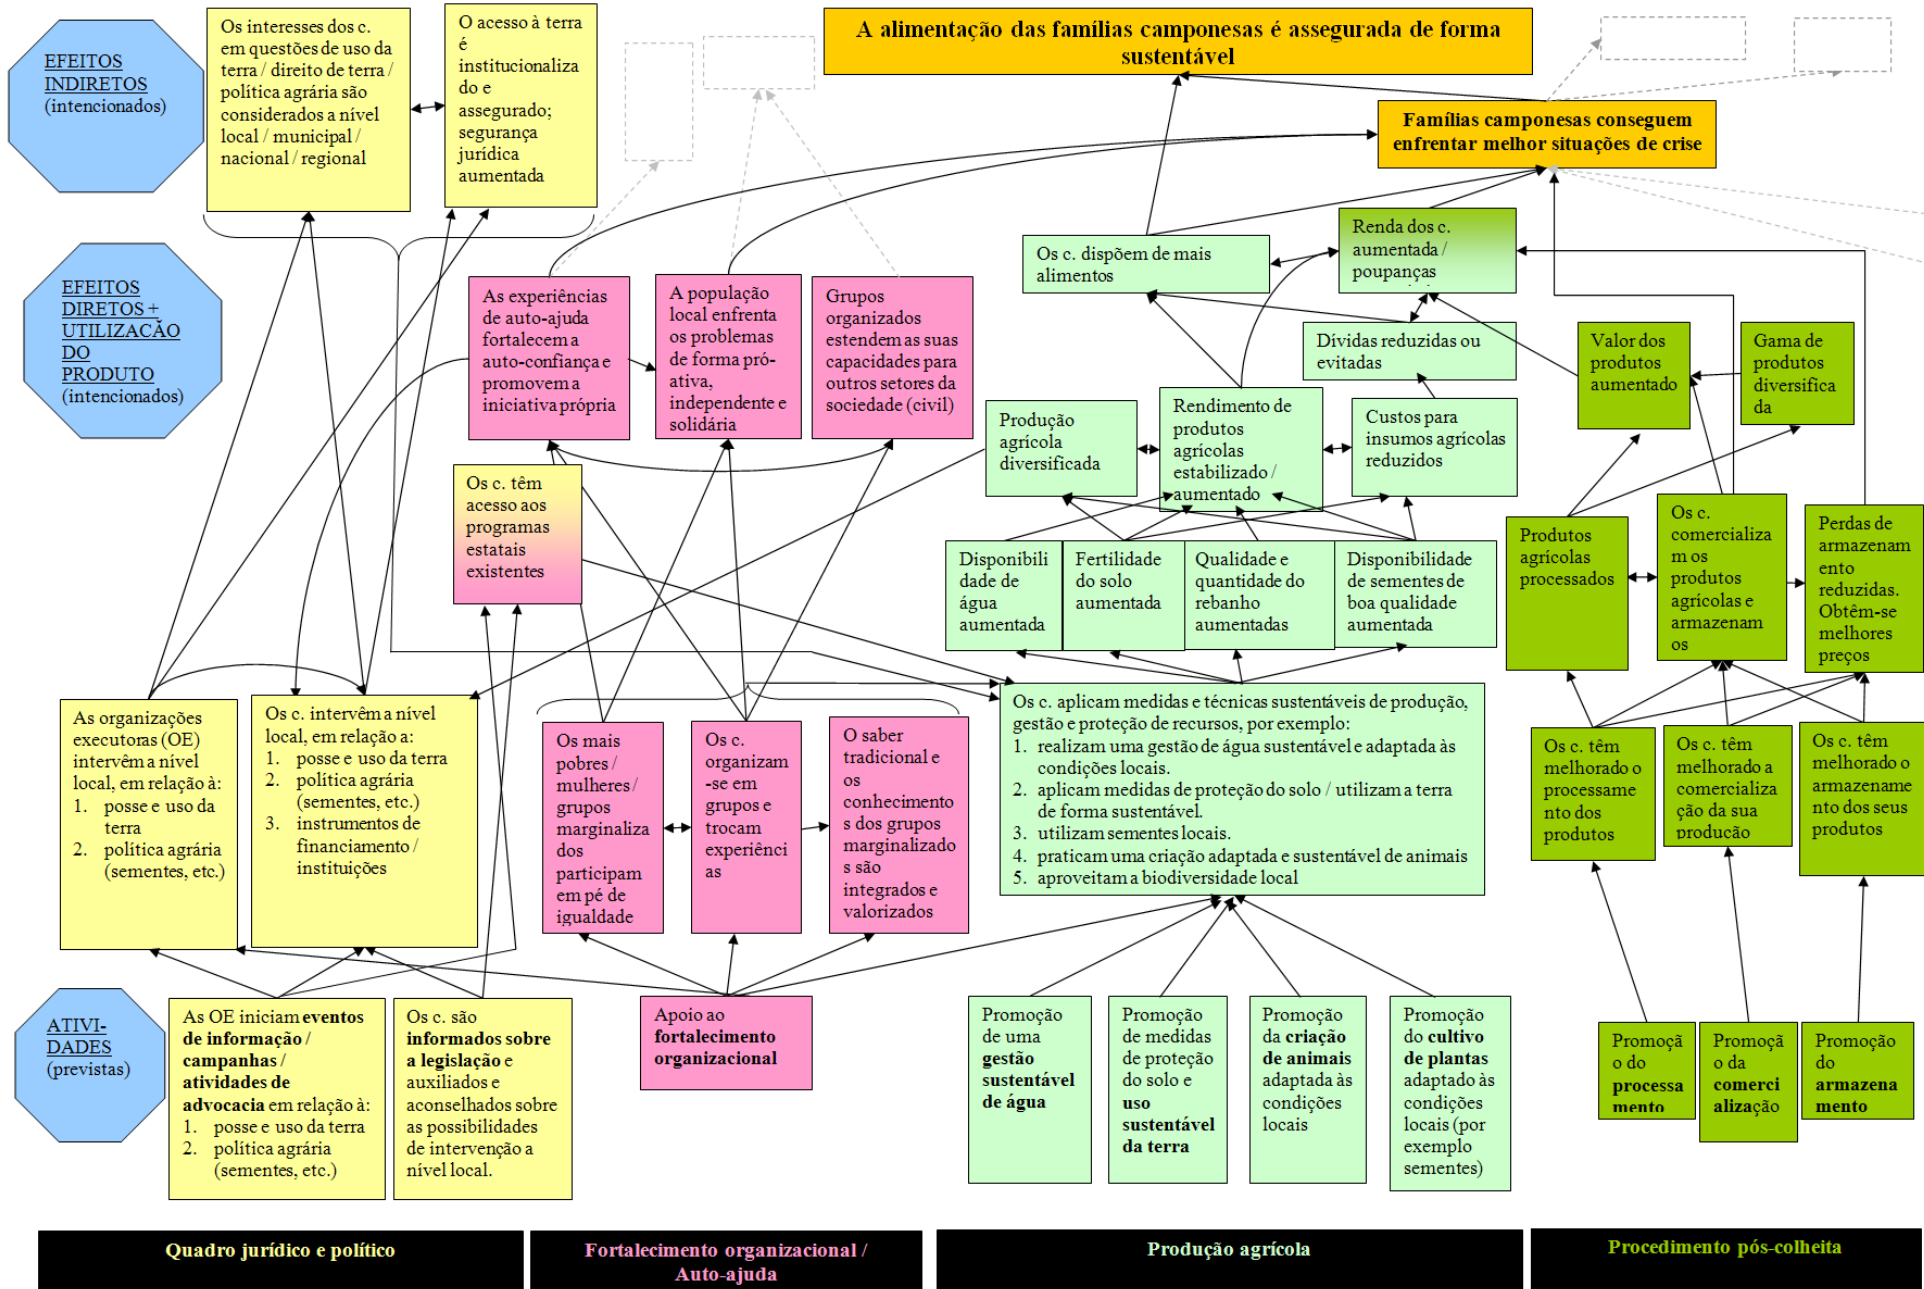 EFEITOS
INDIRETOS
(intencionados)
Os interesses dos c.
em questões de uso da
terra / direito de terra /
política agrária são
considerados a nível
local / municipal /
nacional / regional
O acesso à terra
é
institucionaliza
do e
assegurado;
segurança
jurídica
aumentada
A alimentação das famílias camponesas é assegurada de forma
sustentável
Famílias camponesas conseguem
enfrentar melhor situações de crise
EFEITOS
DIRETOS +
UTILIZACÃO
DO
PRODUTO
(intencionados)
As experiências
de auto-ajuda
fortalecem a
auto-confiança e
promovem a
iniciativa própria
A população
local enfrenta
os problemas
de forma pró-
ativa,
independente e
solidária
Grupos
organizados
estendem as suas
capacidades para
outros setores da
sociedade (civil)
Os c. dispõem de mais
alimentos
Renda dos c.
aumentada /
poupanças
Dívidas reduzidas ou
evitadas
Valor dos
produtos
aumentado
Gama de
produtos
diversifica
da
Os c. têm
acesso aos
programas
estatais
existentes
Produção
agrícola
diversificada
Rendimento de
produtos
agrícolas
estabilizado /
aumentado
Custos para
insumos agrícolas
reduzidos
Disponibili
dade de
água
aumentada
Fertilidade
do solo
aumentada
Qualidade e
quantidade do
rebanho
aumentadas
Disponibilidade
de sementes de
boa qualidade
aumentada
Produtos
agrícolas
processados
Os c.
comercializa
m os
produtos
agrícolas e
armazenam
os
Perdas de
armazenam
ento
reduzidas.
Obtêm-se
melhores
preços
As organizações
executoras (OE)
intervêm a nível
local, em relação à:
1. posse e uso da
terra
2. política agrária
(sementes, etc.)
Os c. intervêm a nível
local, em relação a:
1. posse e uso da terra
2. política agrária
(sementes, etc.)
3. instrumentos de
financiamento /
instituições
Os mais
pobres /
mulheres /
grupos
marginaliza
dos
participam
em pé de
igualdade
Os c.
organizam
-se em
grupos e
trocam
experiênci
as
O saber
tradicional e
os
conhecimento
s dos grupos
marginalizado
s são
integrados e
valorizados
Os c. aplicam medidas e técnicas sustentáveis de produção,
gestão e proteção de recursos, por exemplo:
1. realizam uma gestão de água sustentável e adaptada às
condições locais.
2. aplicam medidas de proteção do solo / utilizam a terra
de forma sustentável.
3. utilizam sementes locais.
4. praticam uma criação adaptada e sustentável de animais
5. aproveitam a biodiversidade local
Os c. têm
melhorado o
processame
nto dos
produtos
Os c. têm
melhorado a
comercializa
ção da sua
produção
Os c. têm
melhorado o
armazename
nto dos seus
produtos
ATIVI-
DADES
(previstas)
As OE iniciam eventos
de informação /
campanhas /
atividades de
advocacia em relação à:
1. posse e uso da terra
2. política agrária
(sementes, etc.)
Os c. são
informados sobre
a legislação e
auxiliados e
aconselhados sobre
as possibilidades
de intervenção a
nível local.
Apoio ao
fortalecimento
organizacional
Promoção
de uma
gestão
sustentável
de água
Promoção
de medidas
de proteção
do solo e
uso
sustentável
da terra
Promoção
da criação
de animais
adaptada às
condições
locais
Promoção
do cultivo
de plantas
adaptado às
condições
locais (por
exemplo
sementes)
Promoçã
o do
processa
mento
Promoçã
o da
comerci
alização
Promoção
do
armazena
mento
Quadro jurídico e político
Fortalecimento organizacional /
Auto-ajuda
Produção agrícola
Procedimento pós-colheita